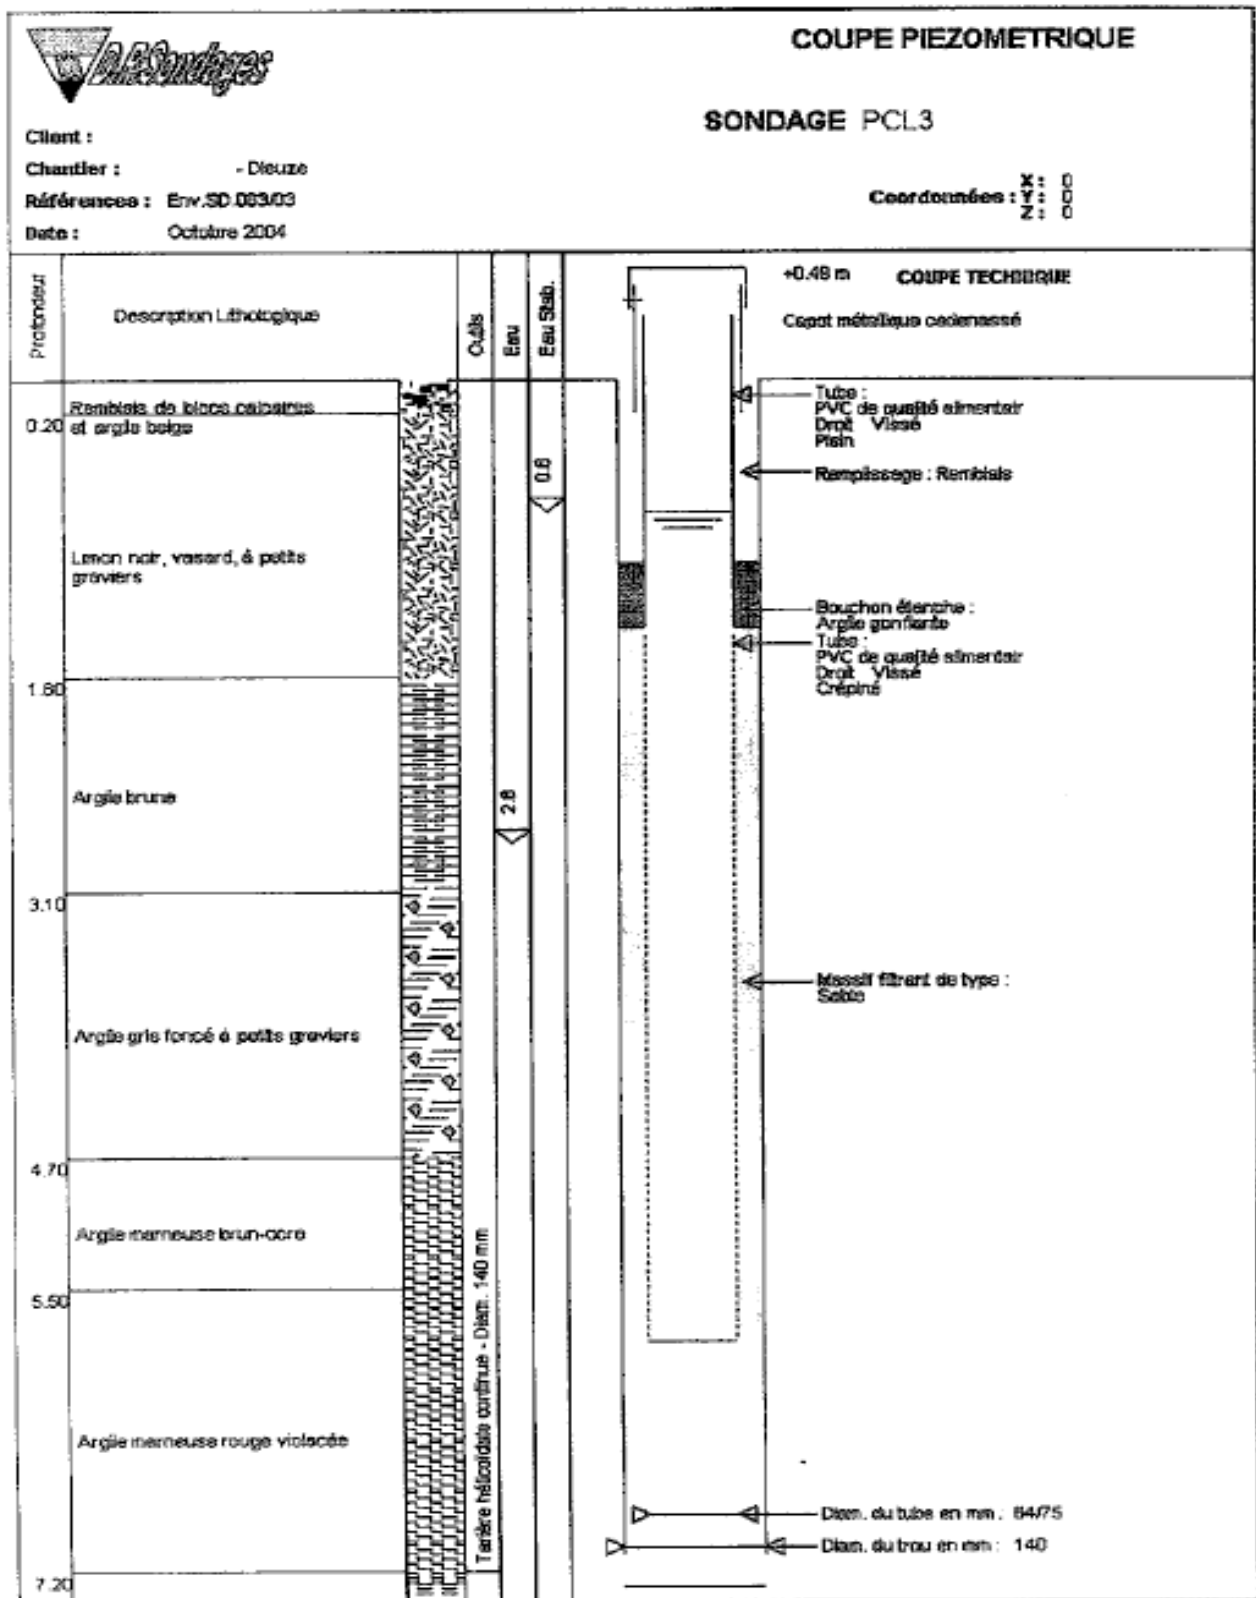 COUPE PIEZOMETRIQUE
SONDAGE PCL3
Client :
Chantier : - Dieuze
Références : Env.SD.083/03
Date : Octobre 2004
Coordonnées :
X : 0
Y : 0
Z : 0
Profondeur
Description Lithologique
Outils
Eau
Eau Stab.
+0.48 m COUPE TECHNIQUE
Capot métallique cadenassé
Remblais de blocs calcaires
0.20 et argile beige
Tube :
PVC de qualité alimentair
Droit Vissé
Plein
0.8
Remplissage : Remblais
Limon noir, vasard, à petits
graviers
Bouchon étanche :
Argile gonflante
Tube :
PVC de qualité alimentair
Droit Vissé
Crépiné
1.80
Argile brune
2.8
3.10
Massif filtrant de type :
Sable
Argile gris foncé à petits graviers
4.70
Argile marneuse brun-ocre
5.50
Argile marneuse rouge violacée
Tarière hélicoïdale continue - Diam. 140 mm
Diam. du tube en mm : 84/75
Diam. du trou en mm : 140
7.20